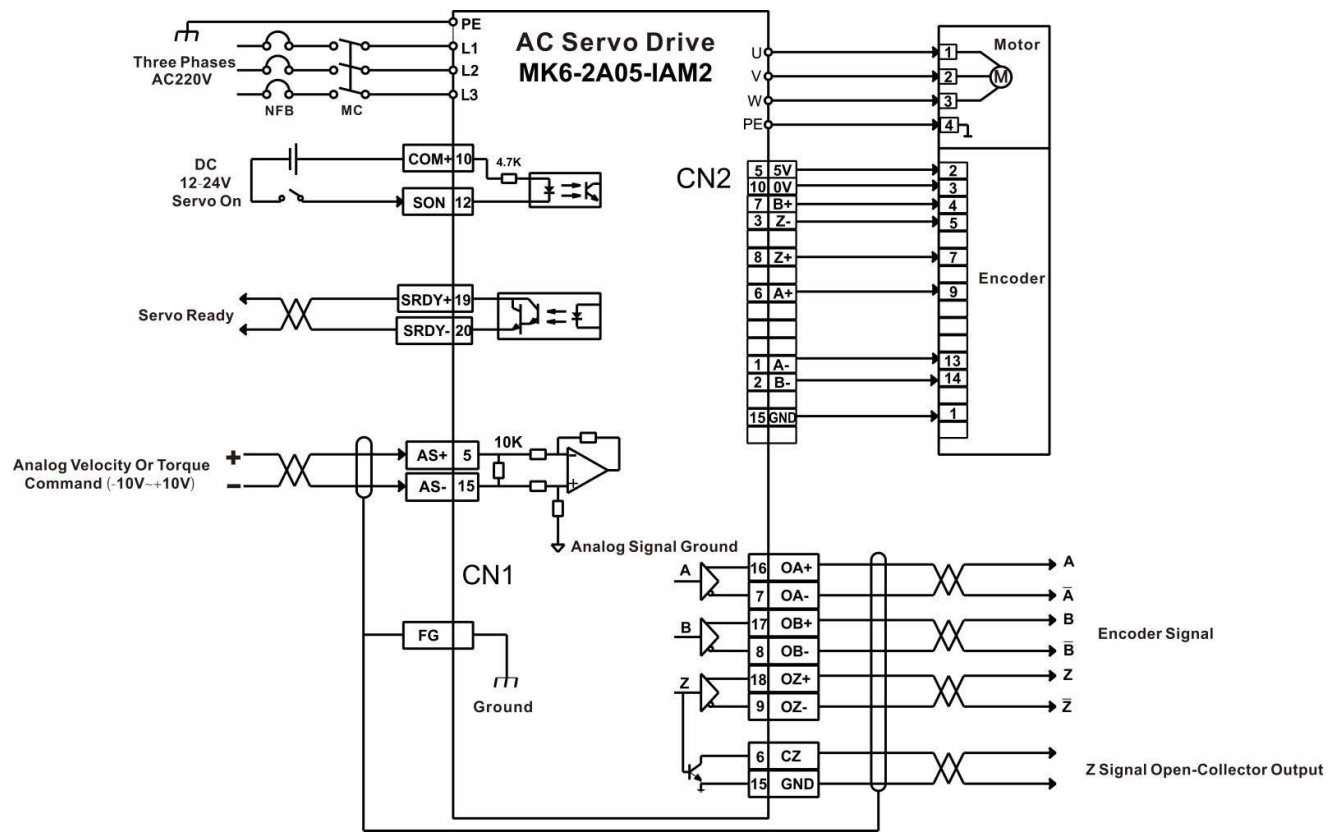 PE
L1
L2
L3
Three Phases
AC220V
NFB
MC
AC Servo Drive
MK6-2A05-IAM2
U
V
W
PE
1
2
3
4
Motor
M
DC
12-24V
Servo On
COM+ 10
4.7K
SON 12
Servo Ready
SRDY+ 19
SRDY- 20
Analog Velocity Or Torque
Command (-10V~+10V)
+
−
AS+ 5
AS- 15
10K
−
+
Analog Signal Ground
CN1
FG
Ground
CN2
5 5V
10 0V
7 B+
3 Z-
8 Z+
6 A+
1 A-
2 B-
15 GND
2
3
4
5
7
9
13
14
1
Encoder
A
16 OA+
7 OA-
B
17 OB+
8 OB-
Z
18 OZ+
9 OZ-
6 CZ
15 GND
A
A̅
B
B̅
Z
Z̅
Encoder Signal
Z Signal Open-Collector Output